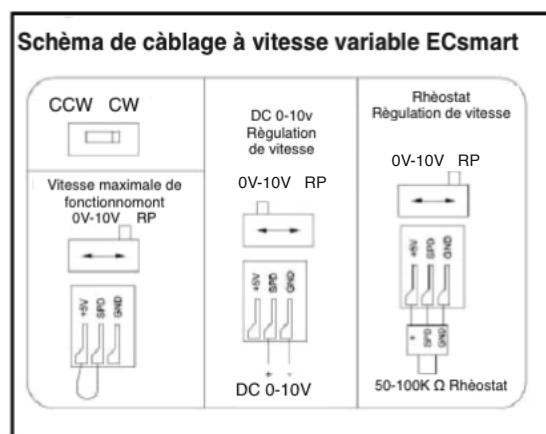 Schèma de càblage à vitesse variable ECsmart
CCW CW
Vitesse maximale de
fonctionnomont
0V-10V RP
+5V
SPD
GND
DC 0-10v
Règulation
de vitesse
0V-10V RP
+5V
SPD
GND
+ -
DC 0-10V
Rhèostat
Règulation de vitesse
0V-10V RP
+5V
SPD
GND
+
SPD
GND
50-100K Ω Rhèostat